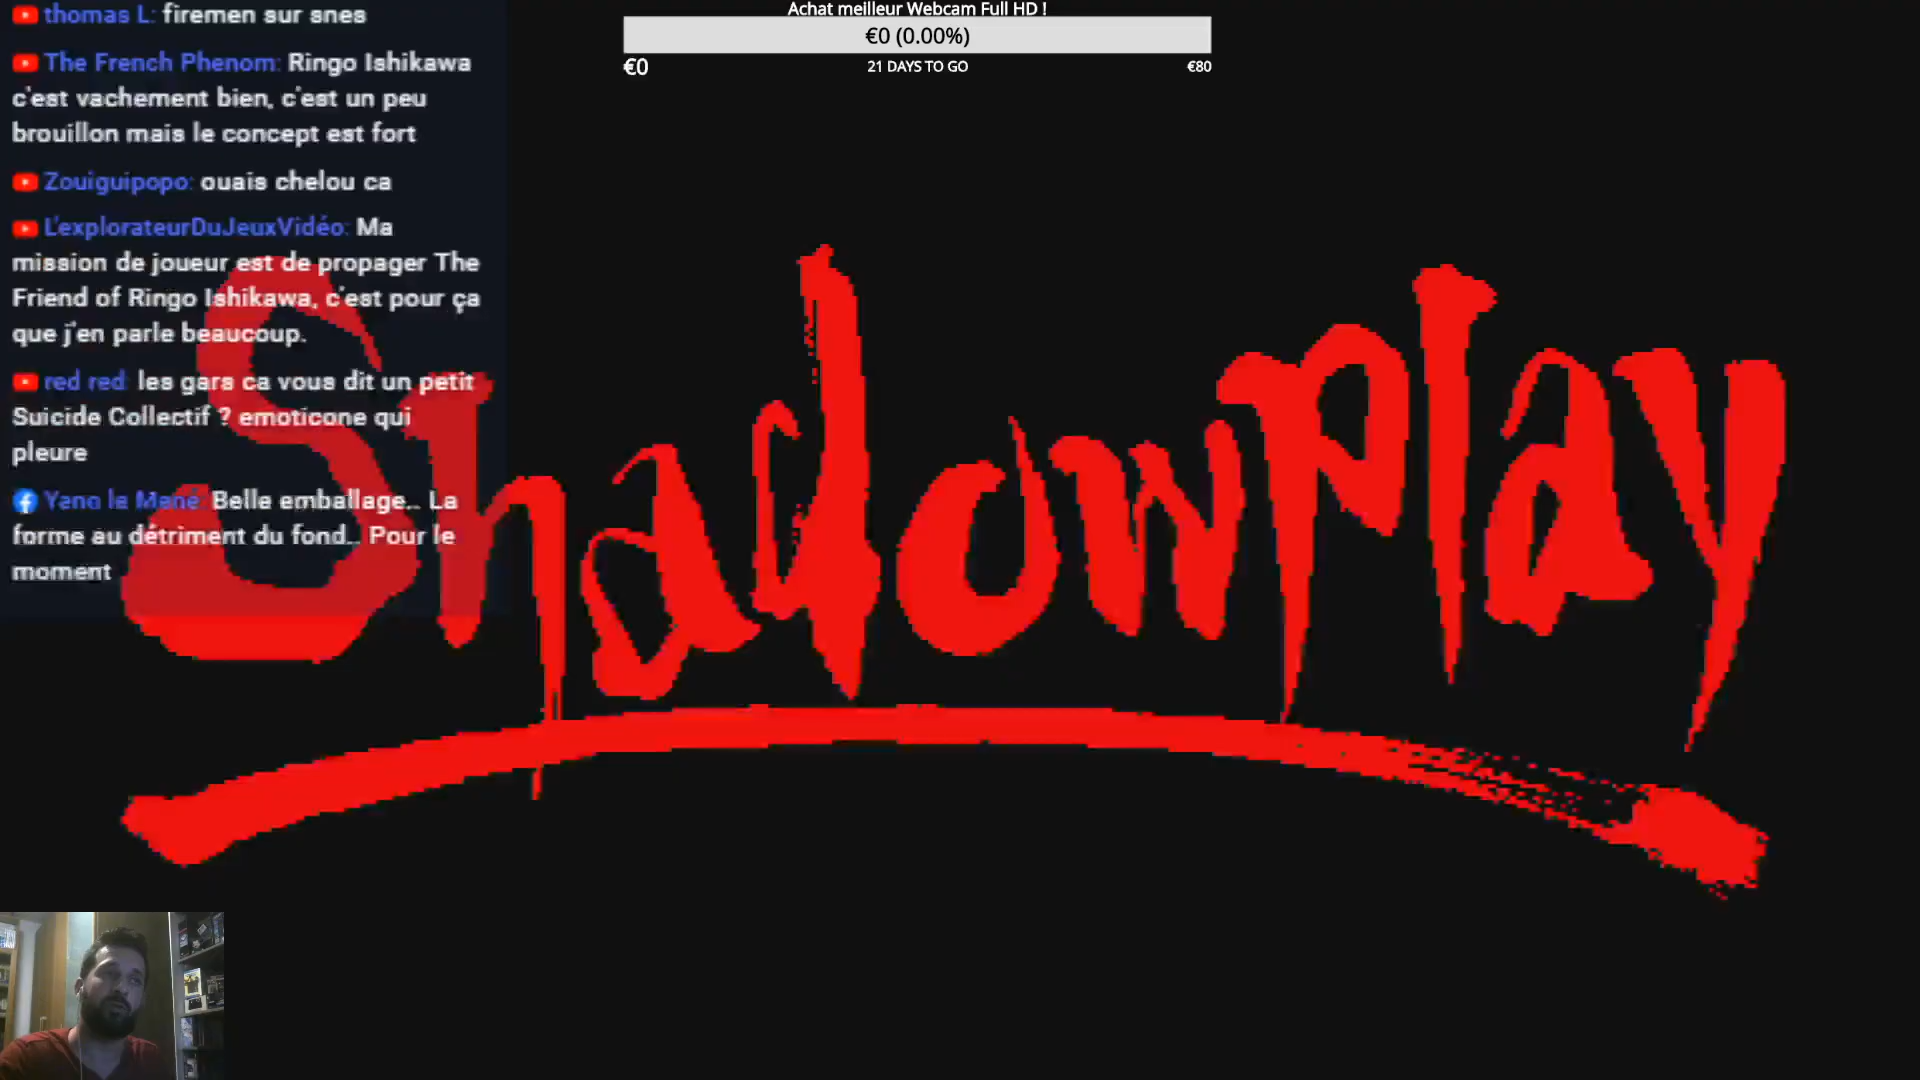 thomas L: firemen sur snes
The French Phenom: Ringo Ishikawa
c'est vachement bien, c'est un peu
brouillon mais le concept est fort
Zouiguipopo: ouais chelou ca
L'explorateurDuJeuxVidéo: Ma
mission de joueur est de propager The
Friend of Ringo Ishikawa, c'est pour ça
que j'en parle beaucoup.
red red: les gars ca vous dit un petit
Suicide Collectif ? emoticone qui
pleure
Yano le Mané: Belle emballage.. La
forme au détriment du fond.. Pour le
moment
Achat meilleur Webcam Full HD !
€0 (0.00%)
€0 21 DAYS TO GO €80
Shadowplay